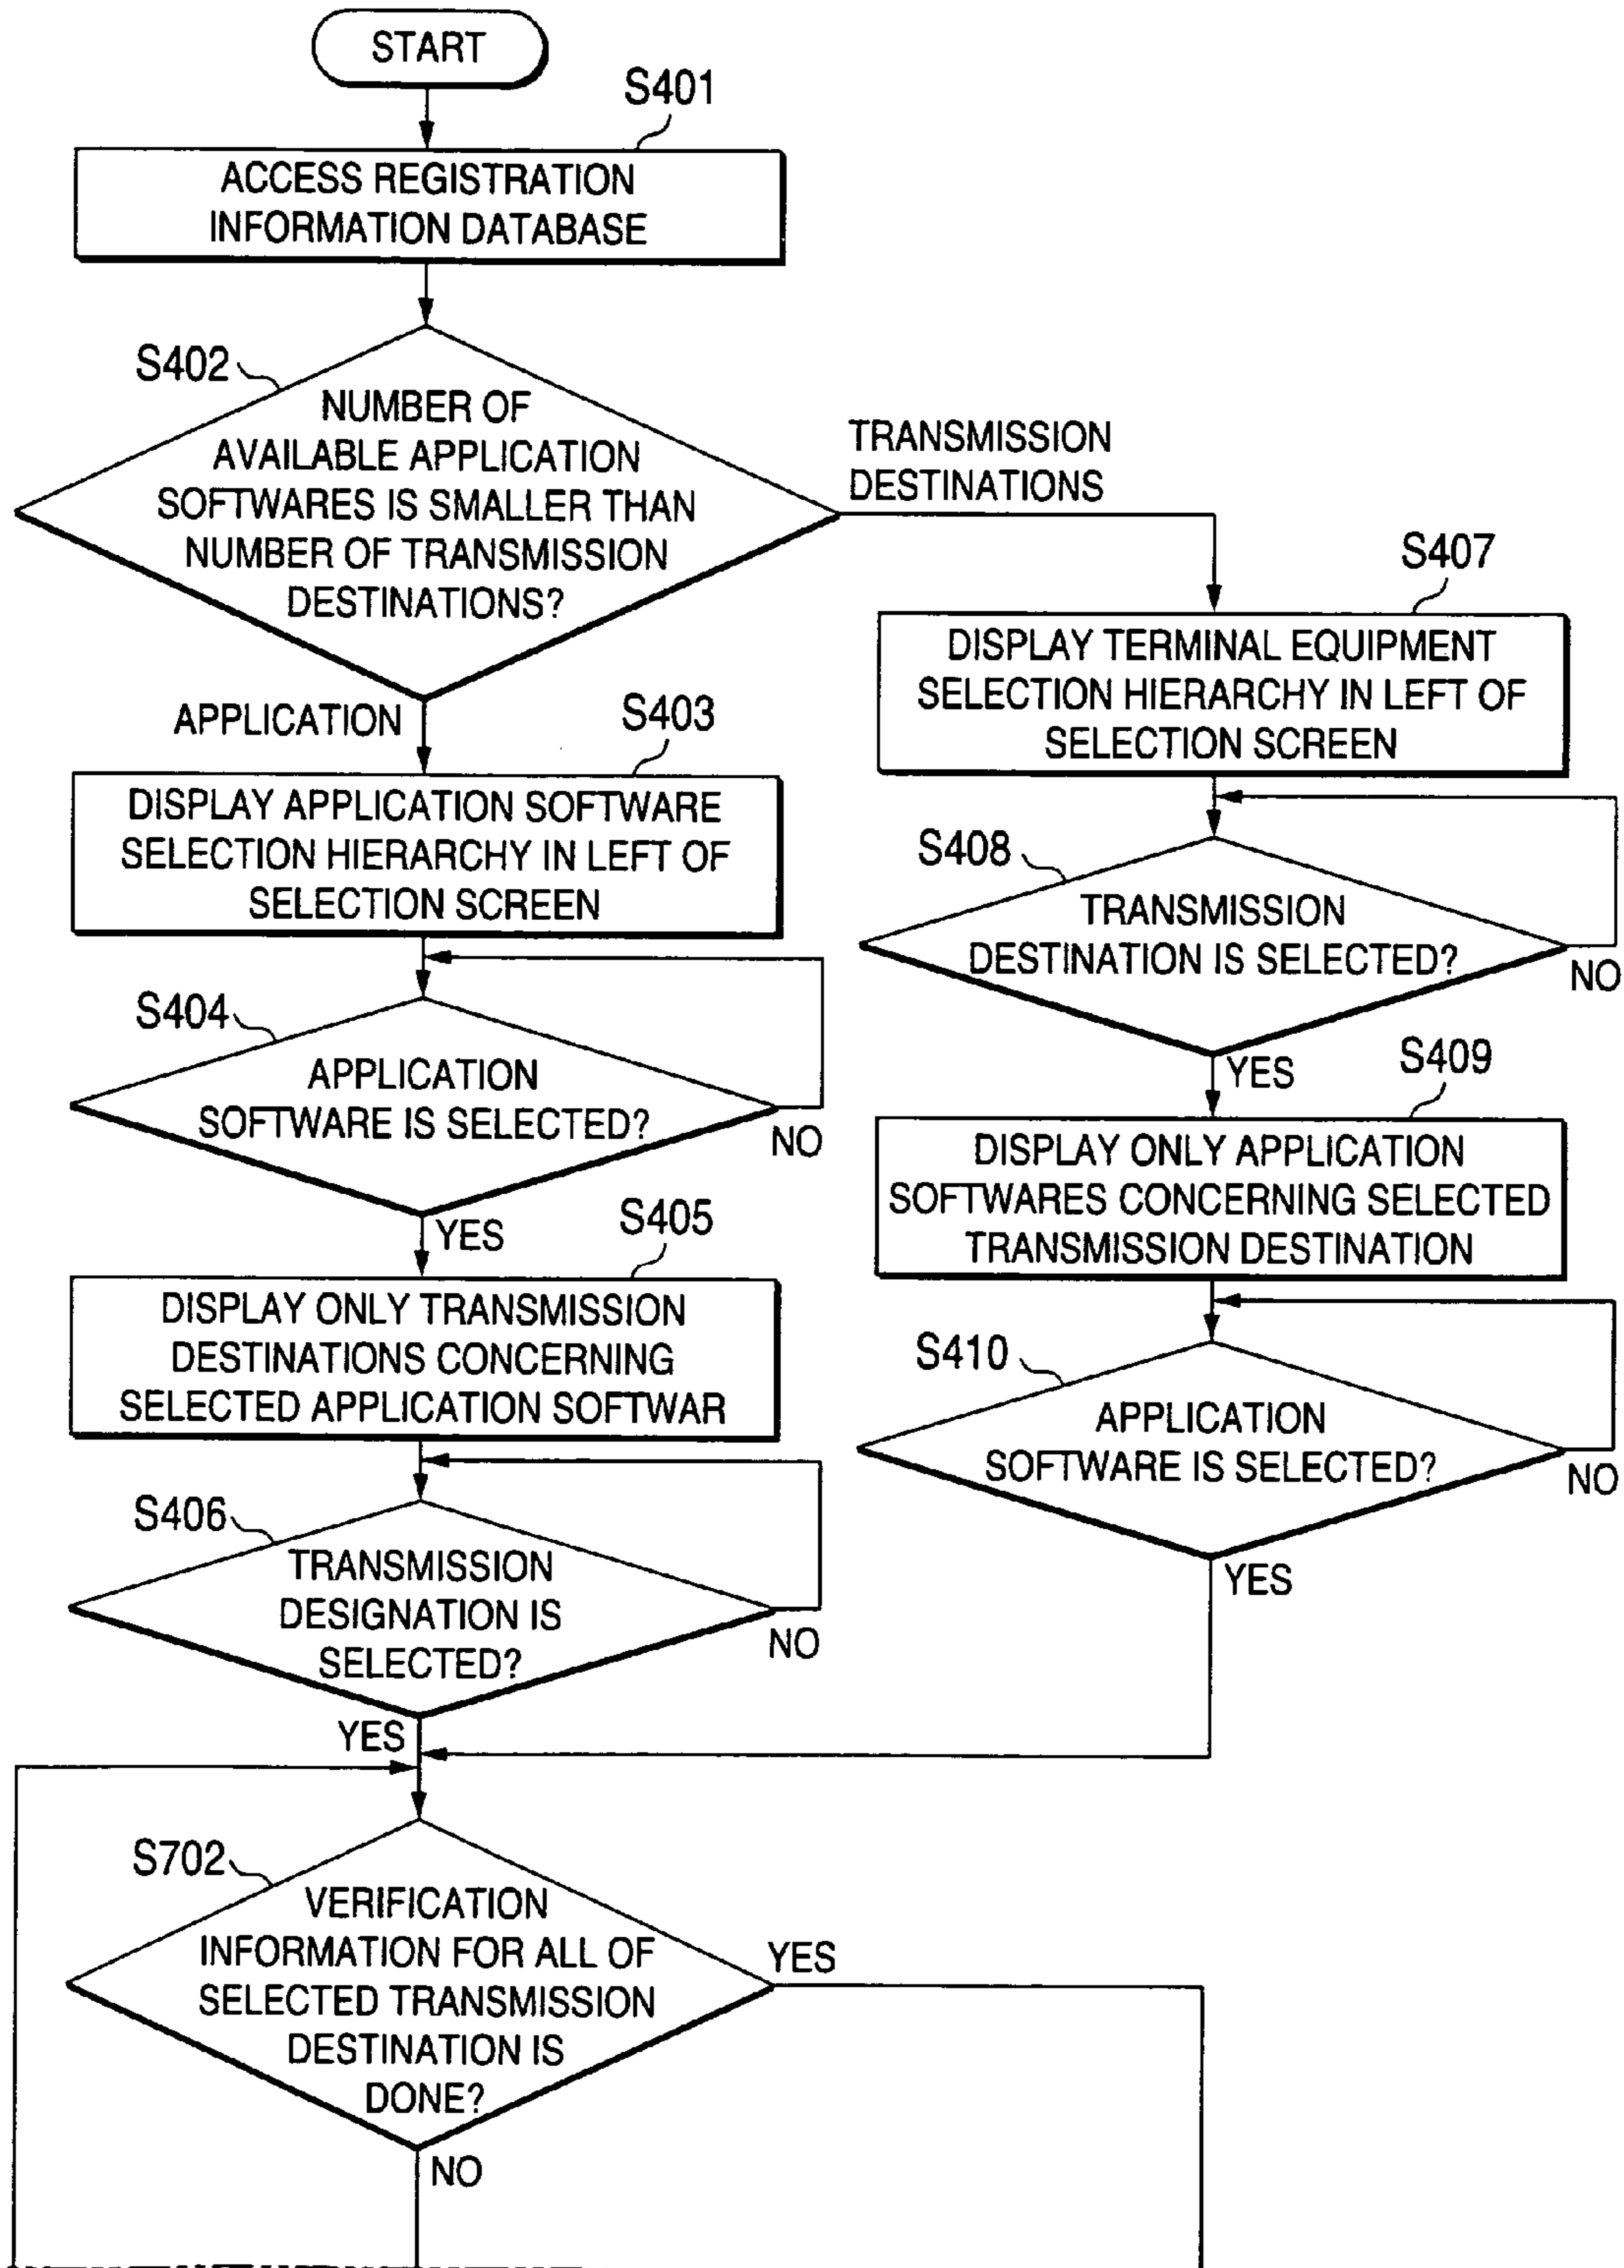 START
S401
ACCESS REGISTRATION
INFORMATION DATABASE
S402
NUMBER OF
AVAILABLE APPLICATION
SOFTWARES IS SMALLER THAN
NUMBER OF TRANSMISSION
DESTINATIONS?
TRANSMISSION
DESTINATIONS
APPLICATION
S403
DISPLAY APPLICATION SOFTWARE
SELECTION HIERARCHY IN LEFT OF
SELECTION SCREEN
S404
APPLICATION
SOFTWARE IS SELECTED?
NO
YES
S405
DISPLAY ONLY TRANSMISSION
DESTINATIONS CONCERNING
SELECTED APPLICATION SOFTWAR
S406
TRANSMISSION
DESIGNATION IS
SELECTED?
NO
YES
S407
DISPLAY TERMINAL EQUIPMENT
SELECTION HIERARCHY IN LEFT OF
SELECTION SCREEN
S408
TRANSMISSION
DESTINATION IS SELECTED?
NO
YES
S409
DISPLAY ONLY APPLICATION
SOFTWARES CONCERNING SELECTED
TRANSMISSION DESTINATION
S410
APPLICATION
SOFTWARE IS SELECTED?
NO
YES
S702
VERIFICATION
INFORMATION FOR ALL OF
SELECTED TRANSMISSION
DESTINATION IS
DONE?
YES
NO